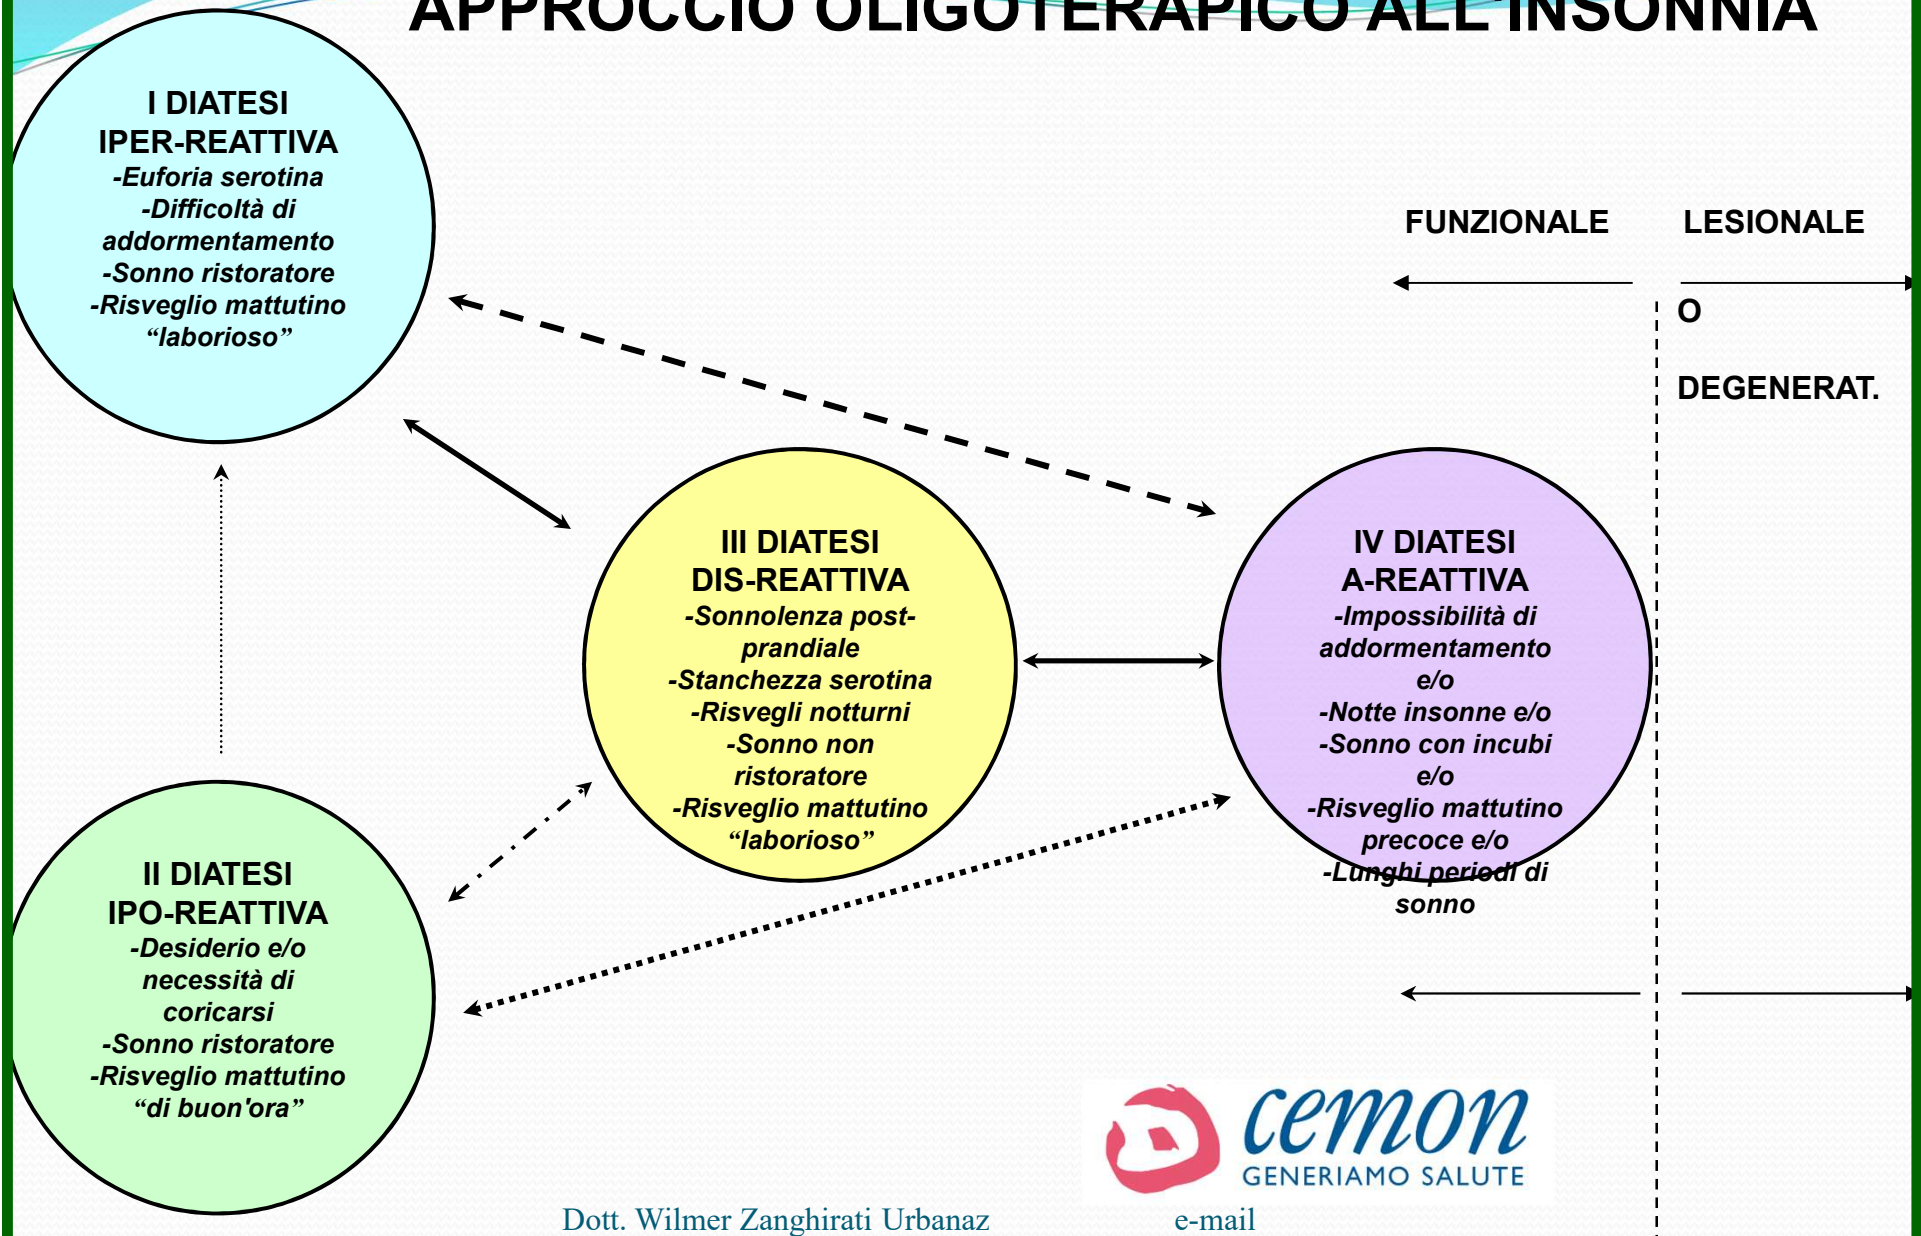 APPROCCIO OLIGOTERAPICO ALL'INSONNIA
I DIATESI
IPER-REATTIVA
-Euforia serotina
-Difficoltà di
addormentamento
-Sonno ristoratore
-Risveglio mattutino
“laborioso”
FUNZIONALE
LESIONALE
O
DEGENERAT.
III DIATESI
DIS-REATTIVA
-Sonnolenza post-
prandiale
-Stanchezza serotina
-Risvegli notturni
-Sonno non
ristoratore
-Risveglio mattutino
“laborioso”
IV DIATESI
A-REATTIVA
-Impossibilità di
addormentamento
e/o
-Notte insonne e/o
-Sonno con incubi
e/o
-Risveglio mattutino
precoce e/o
-Lunghi periodi di
sonno
II DIATESI
IPO-REATTIVA
-Desiderio e/o
necessità di
coricarsi
-Sonno ristoratore
-Risveglio mattutino
“di buon'ora”
cemon
GENERIAMO SALUTE
Dott. Wilmer Zanghirati Urbanaz
e-mail